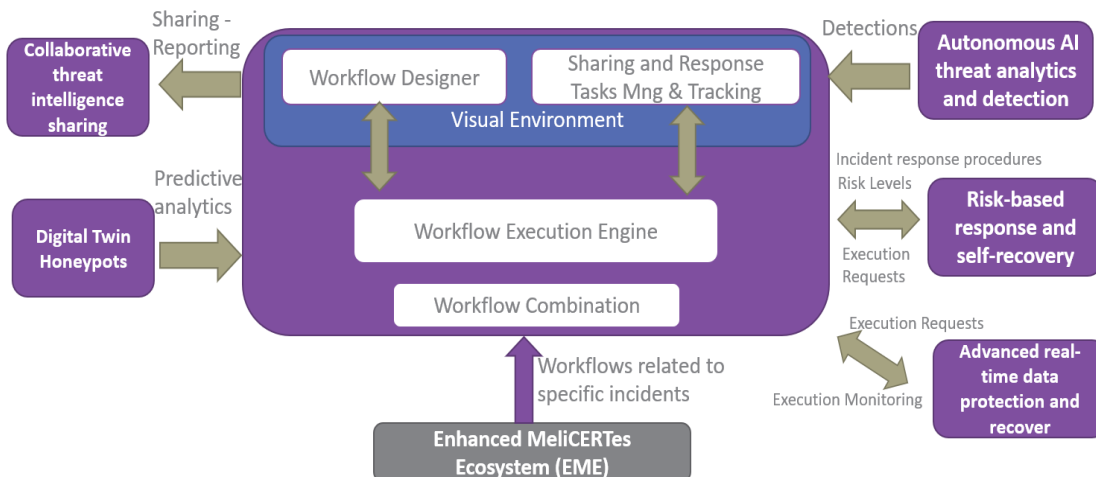 Sharing -
Reporting
Collaborative
threat
intelligence
sharing
Workflow Designer
Sharing and Response
Tasks Mng & Tracking
Visual Environment
Detections
Autonomous AI
threat analytics
and detection
Predictive
analytics
Digital Twin
Honeypots
Workflow Execution Engine
Incident response procedures
Risk Levels
Risk-based
response and
self-recovery
Execution
Requests
Workflow Combination
Execution Requests
Advanced real-
time data
protection and
recover
Execution Monitoring
Workflows related to
specific incidents
Enhanced MeliCERTes
Ecosystem (EME)